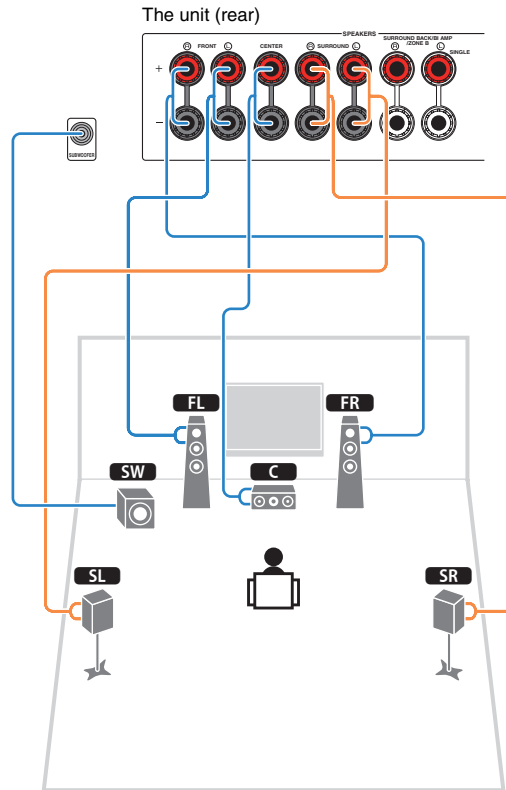 The unit (rear)
SPEAKERS
SURROUND BACK/BI AMP
/ZONE B
R FRONT L CENTER R SURROUND L R L SINGLE
+
−
SUBWOOFER
FL FR
SW C
SL SR